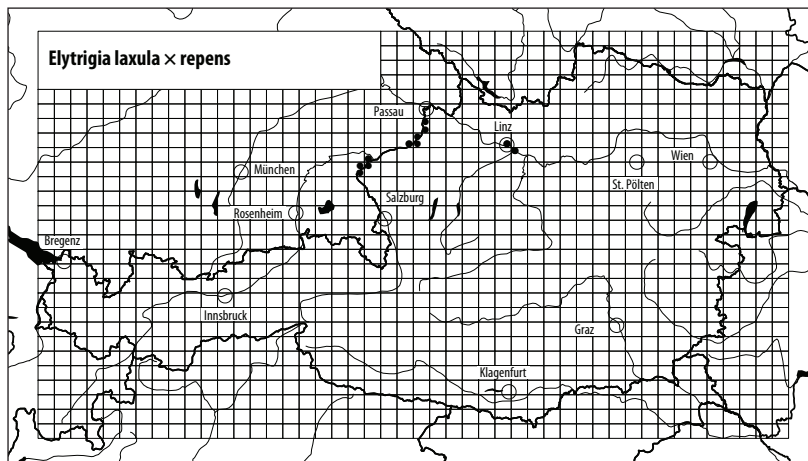 Elytrigia laxula × repens
Passau
Linz
München
St. Pölten
Wien
Rosenheim
Salzburg
Bregenz
Innsbruck
Graz
Klagenfurt